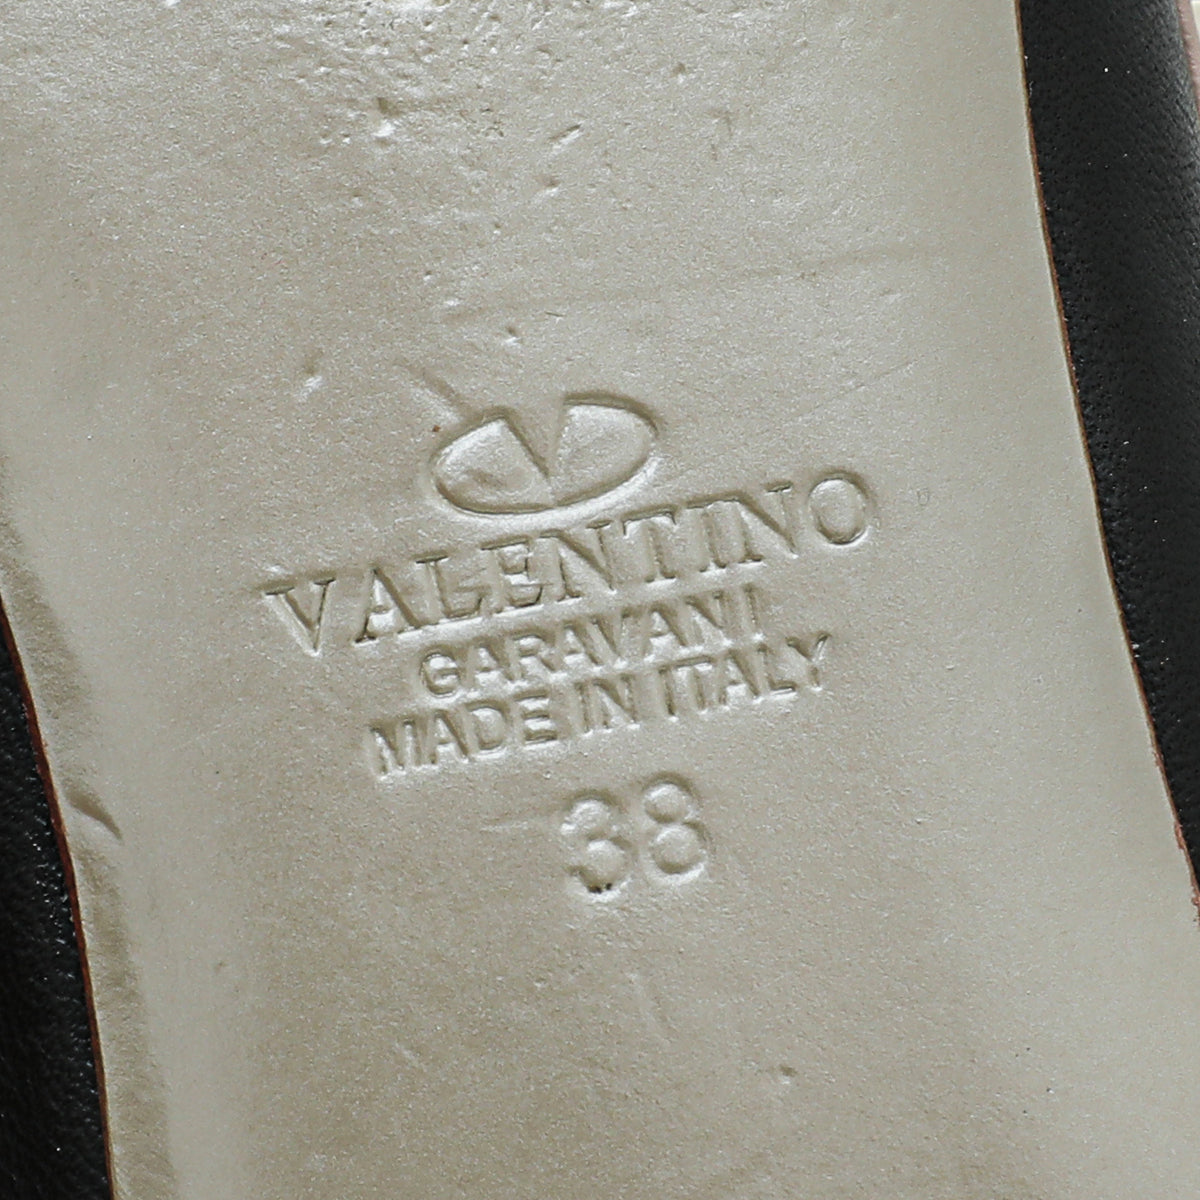 VALENTINO
GARAVANI
MADE IN ITALY
38